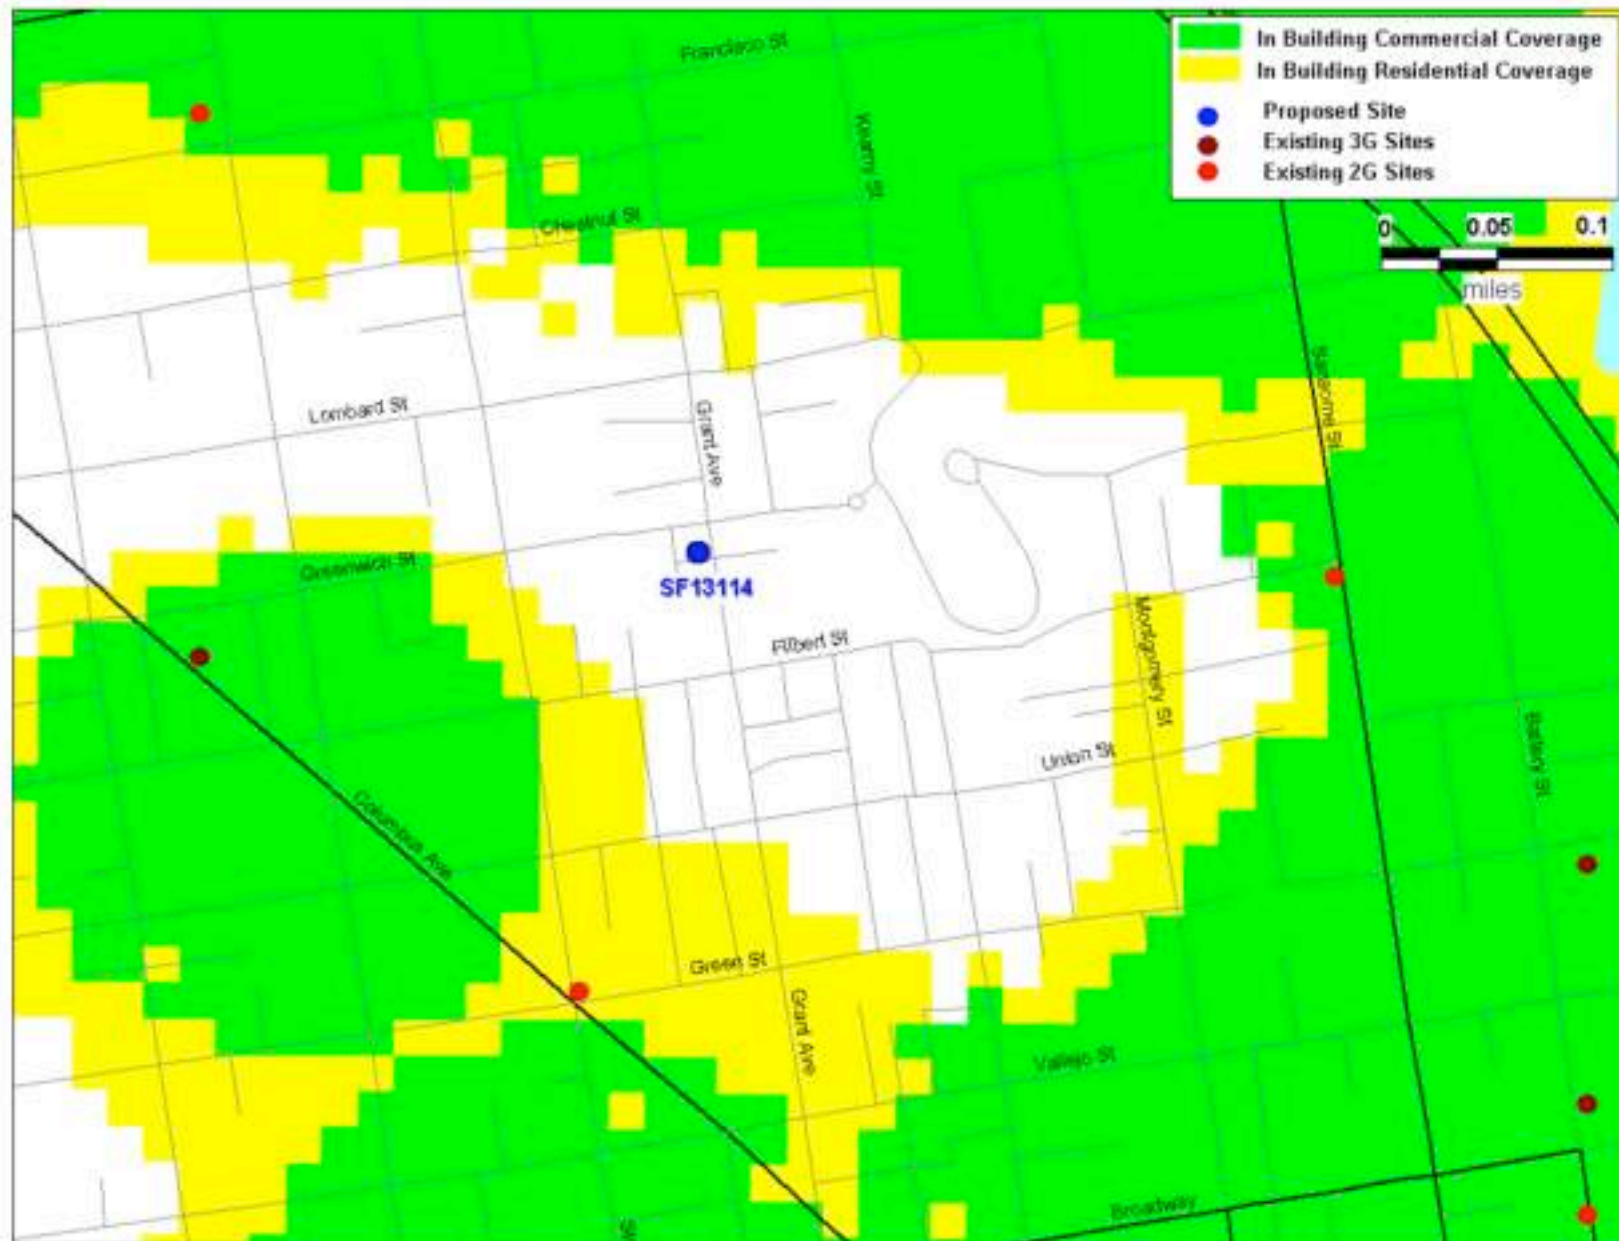 Francisco St
In Building Commercial Coverage
In Building Residential Coverage
Proposed Site
Existing 3G Sites
Existing 2G Sites
Kearny St
Chestnut St
0 0.05 0.1
miles
Lombard St
Grant Ave
Sansome St
Greenwich St
SF13114
Filbert St
Montgomery St
Union St
Battery St
Columbus Ave
Green St
Grant Ave
Vallejo St
Broadway
St